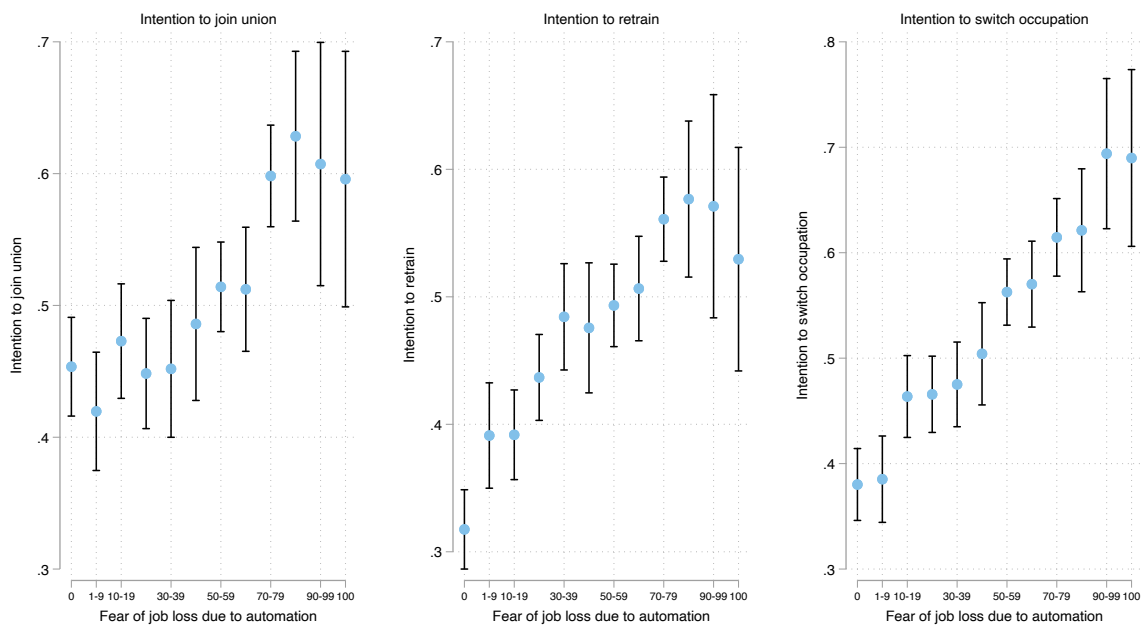 Intention to join union
Intention to join union
.7
.6
.5
.4
.3
0 1-9 10-19 30-39 50-59 70-79 90-99 100
Fear of job loss due to automation
Intention to retrain
Intention to retrain
.7
.6
.5
.4
.3
0 1-9 10-19 30-39 50-59 70-79 90-99 100
Fear of job loss due to automation
Intention to switch occupation
Intention to switch occupation
.8
.7
.6
.5
.4
.3
0 1-9 10-19 30-39 50-59 70-79 90-99 100
Fear of job loss due to automation